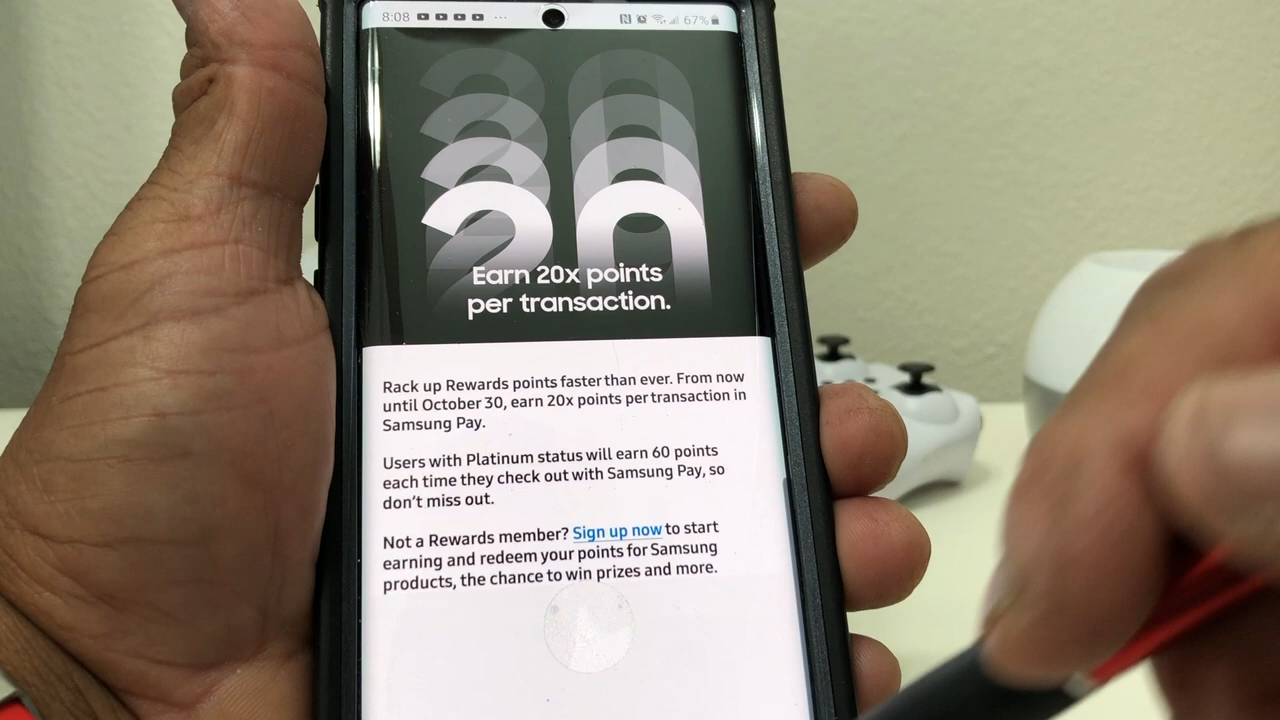 8:08 67%
20
Earn 20x points
per transaction.
Rack up Rewards points faster than ever. From now
until October 30, earn 20x points per transaction in
Samsung Pay.
Users with Platinum status will earn 60 points
each time they check out with Samsung Pay, so
don't miss out.
Not a Rewards member? Sign up now to start
earning and redeem your points for Samsung
products, the chance to win prizes and more.